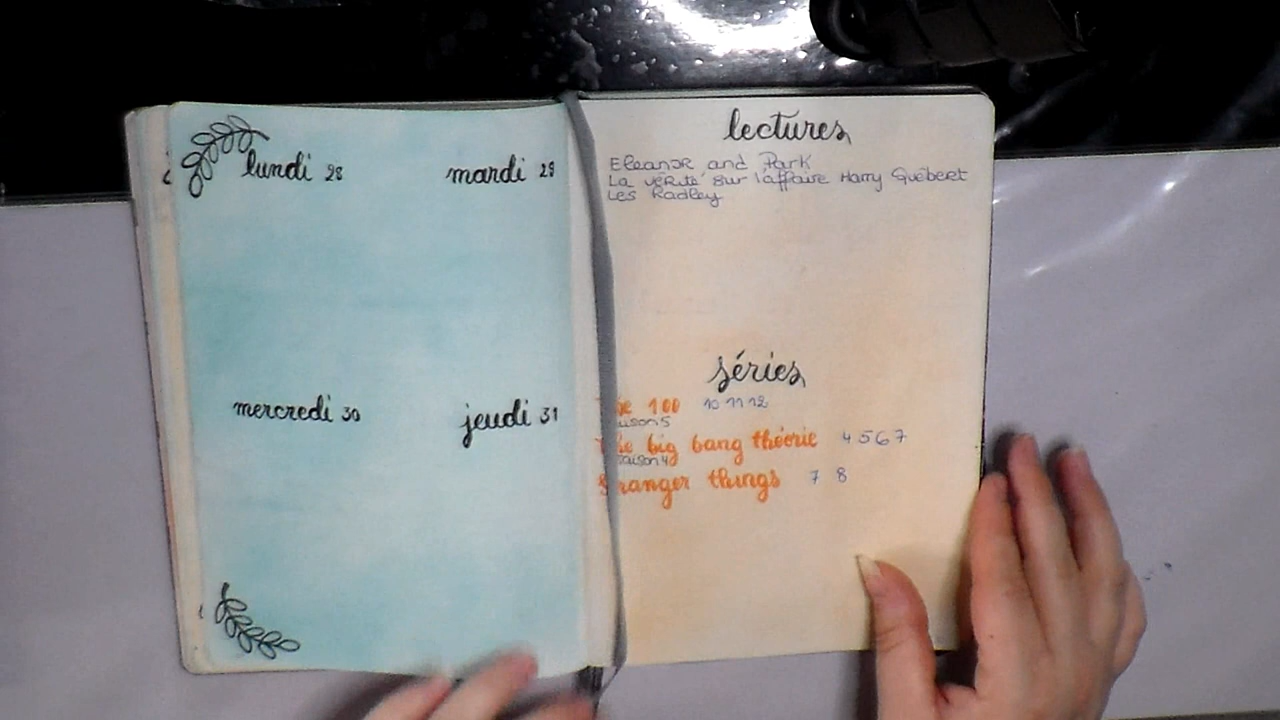 lundi 28
mardi 29
mercredi 30
jeudi 31
lectures
Eleanor and Park
La vérité sur l'affaire Harry Quebert
Les Radley
séries
100 10 11 12
5
big bang théorie 4 5 6 7
saison 4
things 7 8